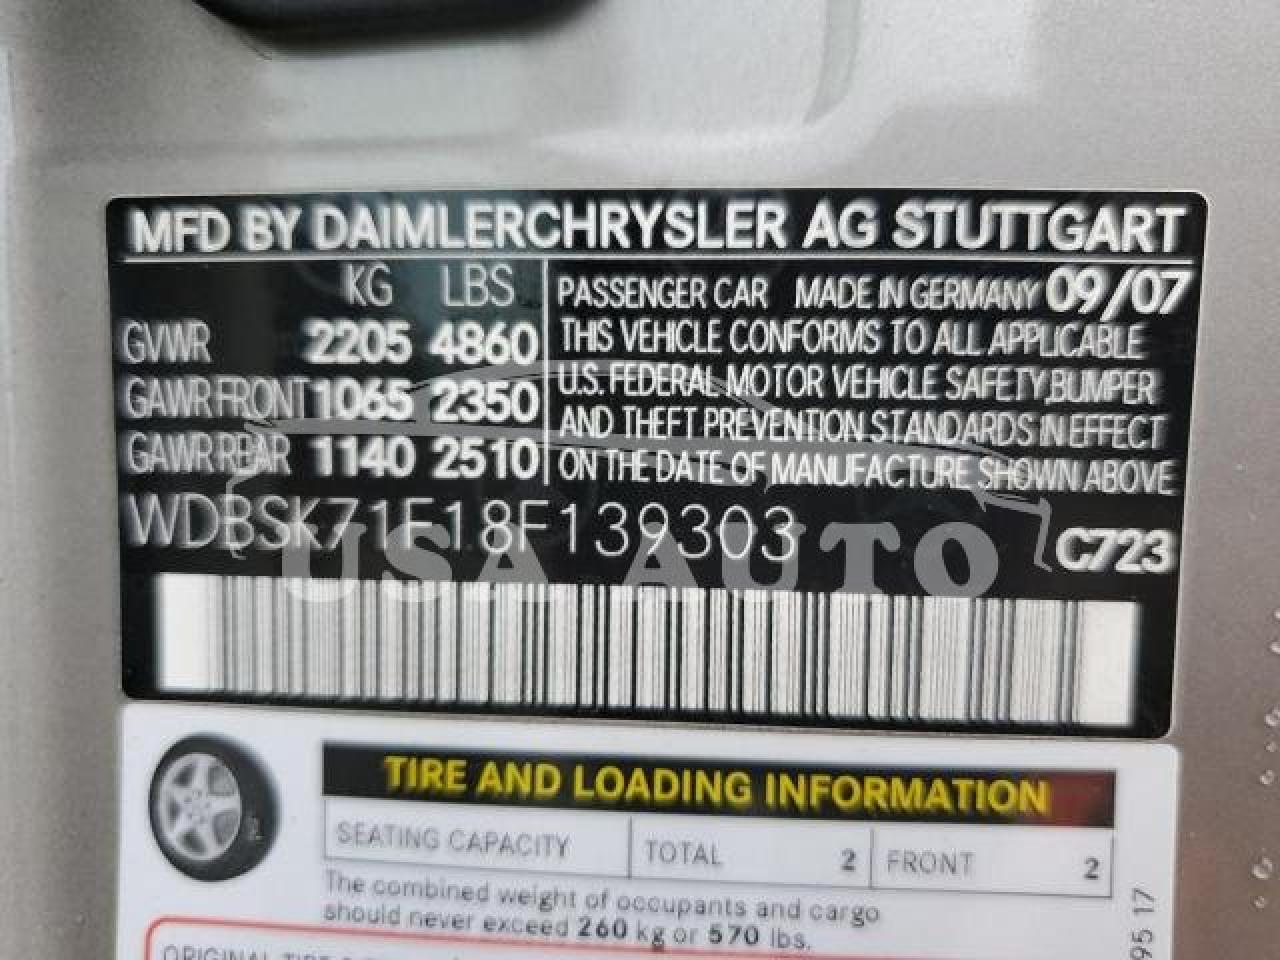 MFD BY DAIMLERCHRYSLER AG STUTTGART
KG LBS
GVWR 2205 4860
GAWR FRONT 1065 2350
GAWR REAR 1140 2510
PASSENGER CAR MADE IN GERMANY 09/07
THIS VEHICLE CONFORMS TO ALL APPLICABLE
U.S. FEDERAL MOTOR VEHICLE SAFETY,BUMPER
AND THEFT PREVENTION STANDARDS IN EFFECT
ON THE DATE OF MANUFACTURE SHOWN ABOVE
WDBSK71F18F139303
C723
USA AUTO
TIRE AND LOADING INFORMATION
SEATING CAPACITY TOTAL 2 FRONT 2
The combined weight of occupants and cargo
should never exceed 260 kg or 570 lbs.
95 17
ORIGINAL TIRE